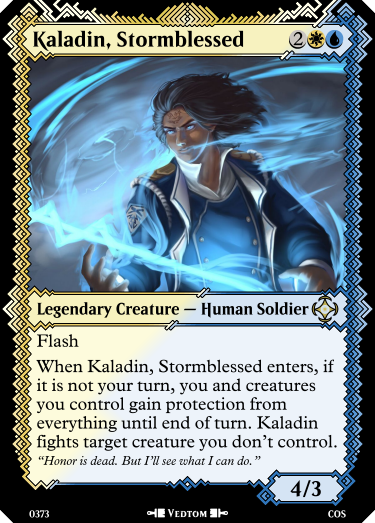 Kaladin, Stormblessed 2
Legendary Creature — Human Soldier
Flash
When Kaladin, Stormblessed enters, if
it is not your turn, you and creatures
you control gain protection from
everything until end of turn. Kaladin
fights target creature you don’t control.
“Honor is dead. But I’ll see what I can do.”
4/3
0373 VEDTOM COS